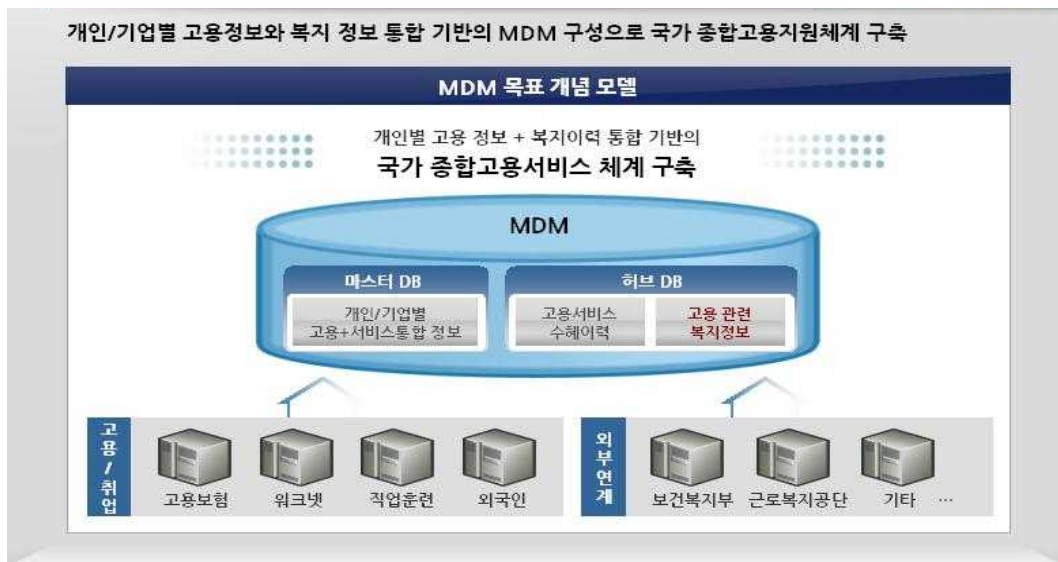 개인/기업별 고용정보와 복지 정보 통합 기반의 MDM 구성으로 국가 종합고용지원체계 구축
MDM 목표 개념 모델
개인별 고용 정보 + 복지이력 통합 기반의
국가 종합고용서비스 체계 구축
MDM
마스터 DB
개인/기업별
고용+서비스통합 정보
허브 DB
고용서비스
수혜이력
고용 관련
복지정보
고용/취업
고용보험
워크넷
직업훈련
외국인
외부연계
보건복지부
근로복지공단
기타
...